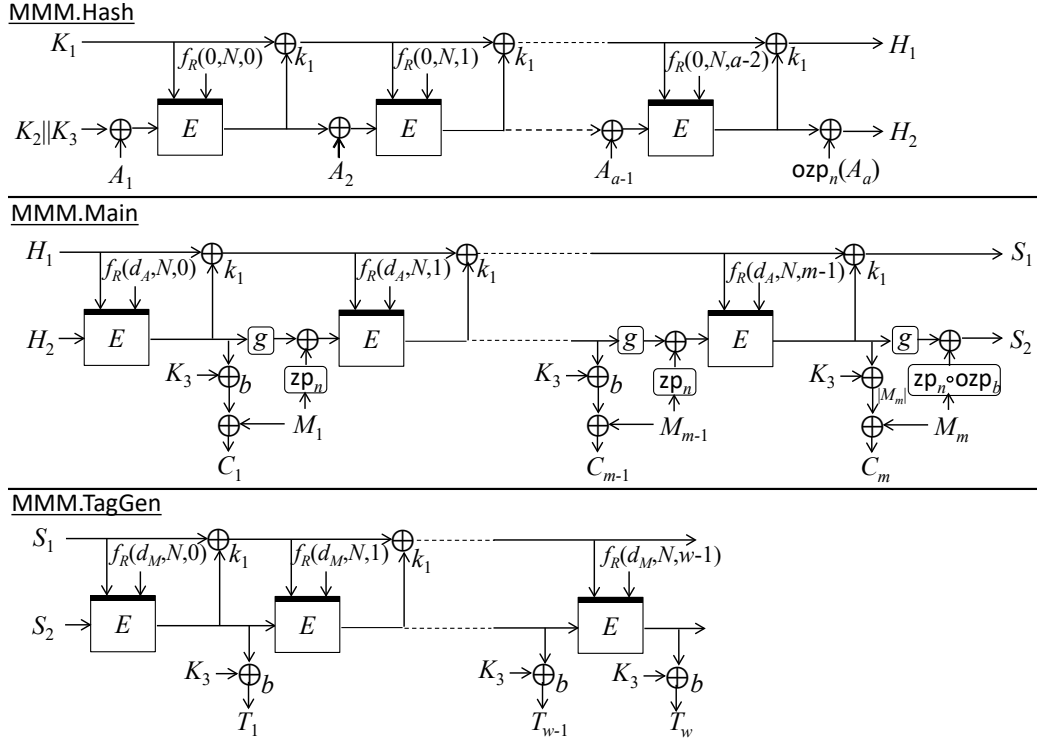 MMM.Hash
K1 fR(0,N,0) k1 fR(0,N,1) k1 fR(0,N,a-2) k1 H1
K2||K3 E E E H2
A1 A2 Aa-1 ozpn(Aa)
MMM.Main
H1 fR(dA,N,0) k1 fR(dA,N,1) k1 fR(dA,N,m-1) k1 S1
H2 E g E g E g S2
K3 b zpn K3 b zpn K3 |Mm| zpn∘ozpb
M1 Mm-1 Mm
C1 Cm-1 Cm
MMM.TagGen
S1 fR(dM,N,0) k1 fR(dM,N,1) k1 fR(dM,N,w-1)
S2 E E E
K3 b K3 b K3 b
T1 Tw-1 Tw